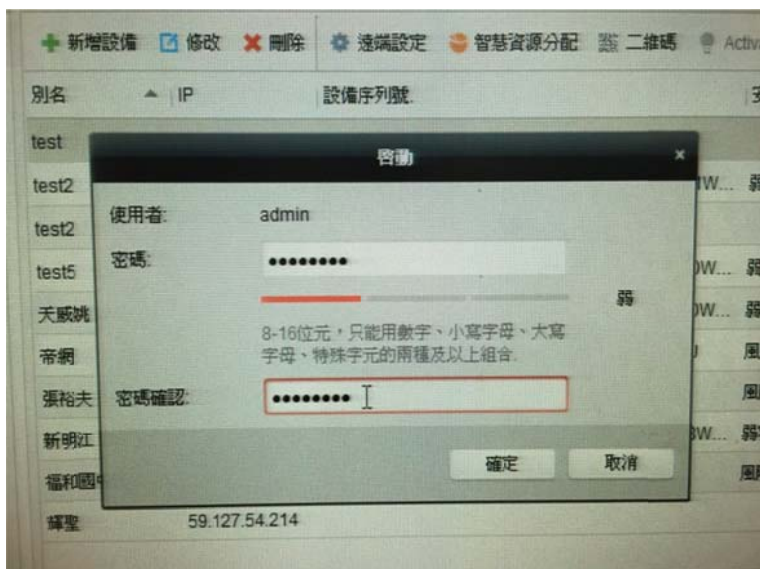 新增設備 修改 刪除 遠端設定 智慧資源分配 二維碼
別名 IP 設備序列號.
test
啓動 ×
test2
使用者: admin
test2
密碼: ●●●●●●●●
test5
弱
8-16位元，只能用數字、小寫字母、大寫
字母、特殊字元的兩種及以上組合.
帝網
張裕夫 密碼確認: ●●●●●●●●●
新明江
確定 取消
福和國
輝聖 59.127.54.214